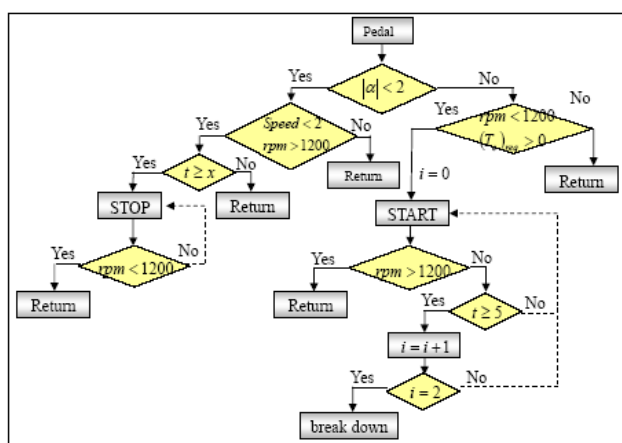 Pedal
Yes
|α| < 2
No
Yes
Speed < 2
rpm > 1200
No
Yes
rpm < 1200
(Te)req > 0
No
Yes
t ≥ x
No
Return
i = 0
Return
STOP
Return
START
Yes
rpm < 1200
No
Yes
rpm > 1200
No
Return
Return
Yes
t ≥ 5
No
i = i + 1
Yes
i = 2
No
break down